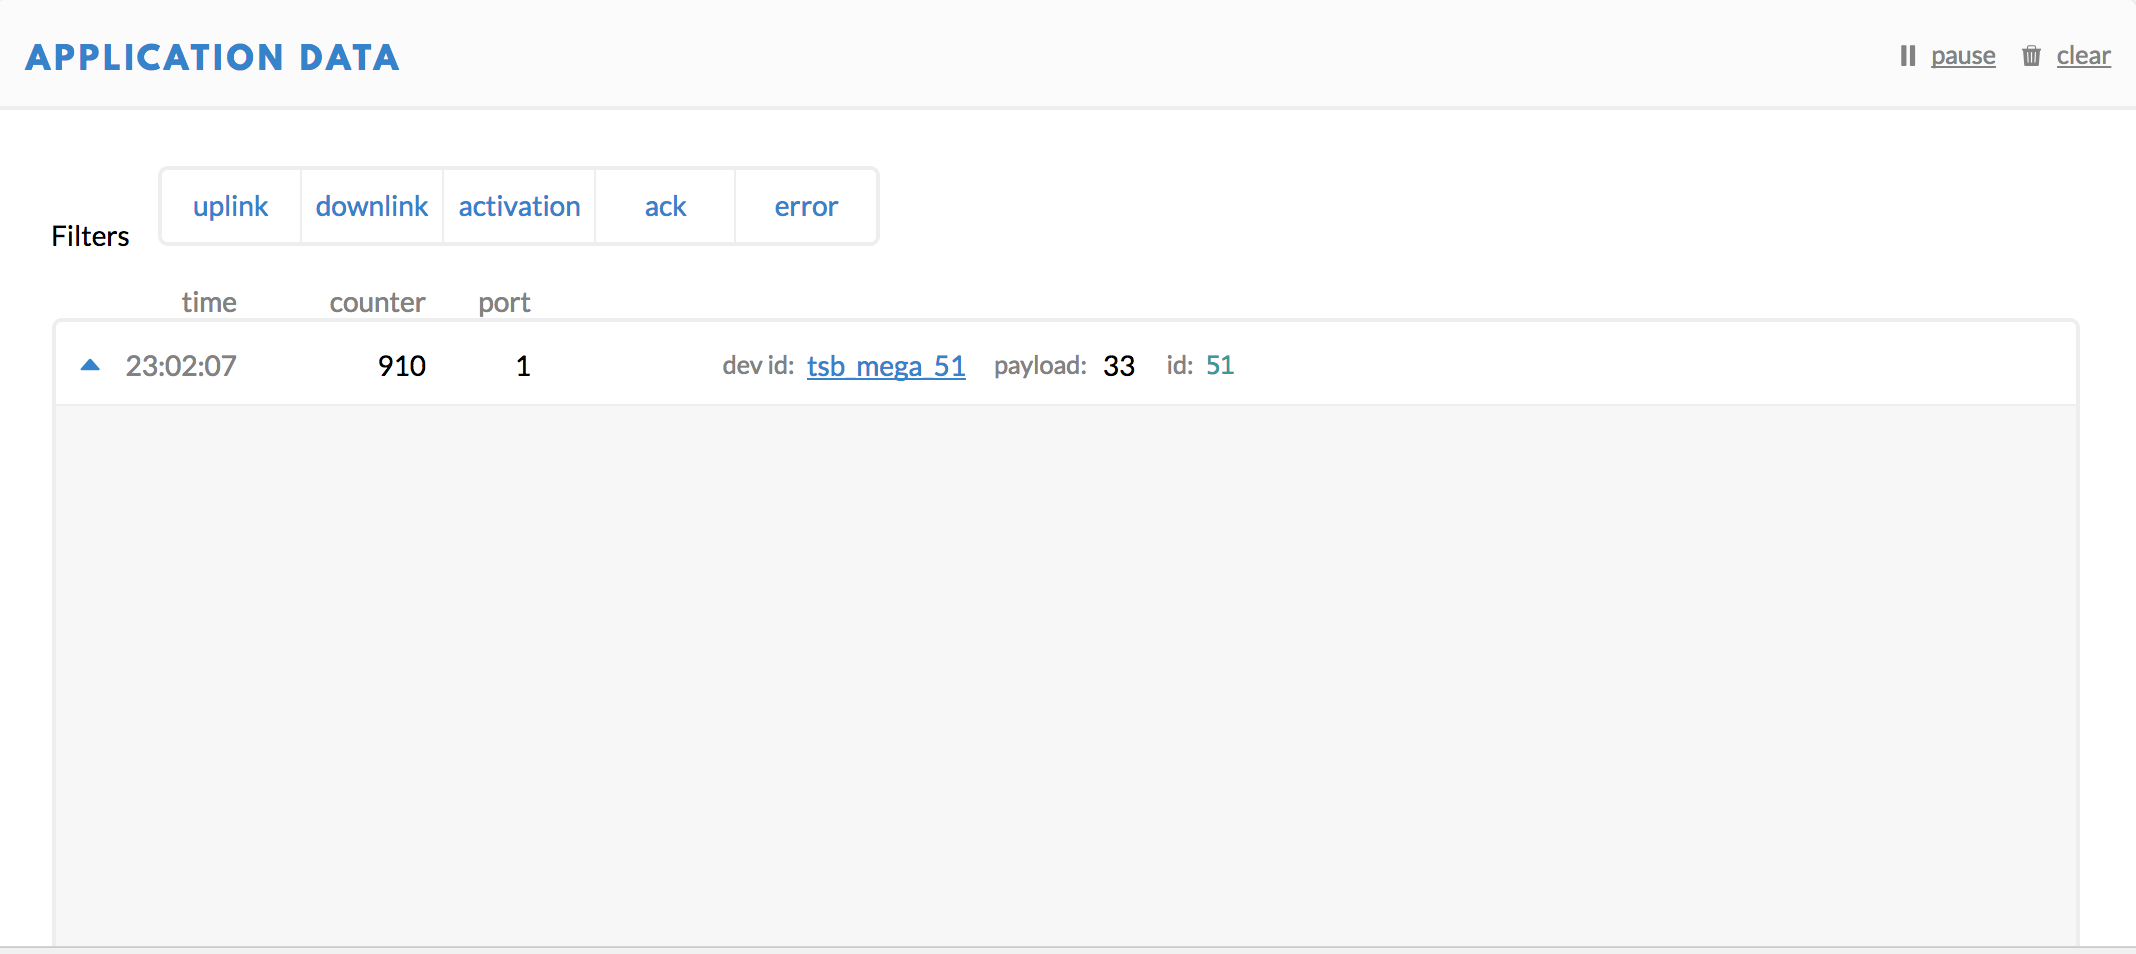 APPLICATION DATA
pause clear
uplink downlink activation ack error
Filters
time counter port
23:02:07 910 1 dev id: tsb_mega_51 payload: 33 id: 51